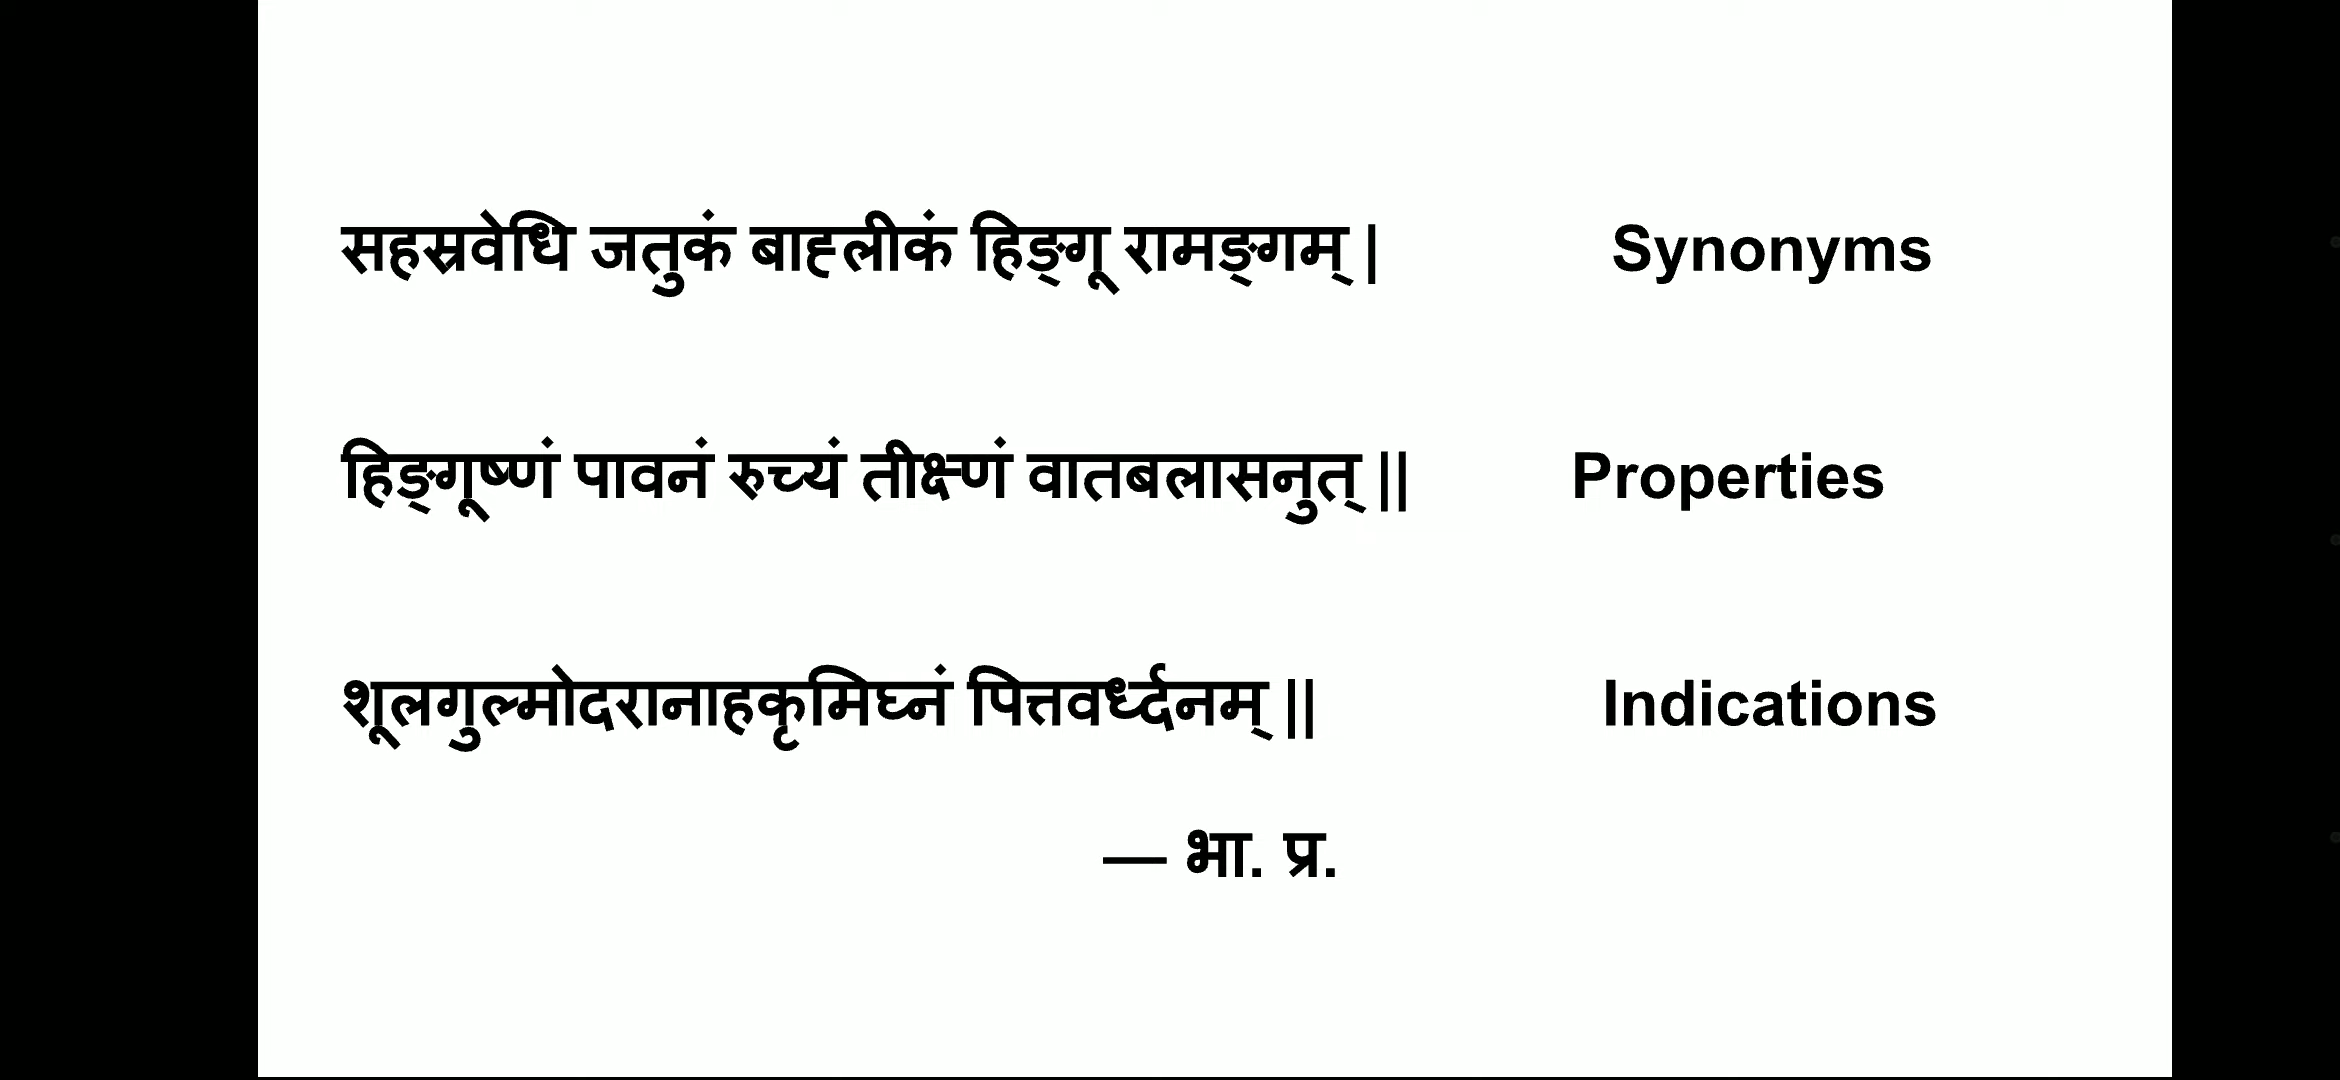 सहस्रवेधि जतुकं बाह्लीकं हिङ्गू रामङ्गम् | Synonyms
हिङ्गूष्णं पावनं रुच्यं तीक्ष्णं वातबलासनुत् || Properties
शूलगुल्मोदरानाहकृमिघ्नं पित्तवर्ध्दनम् || Indications
— भा. प्र.